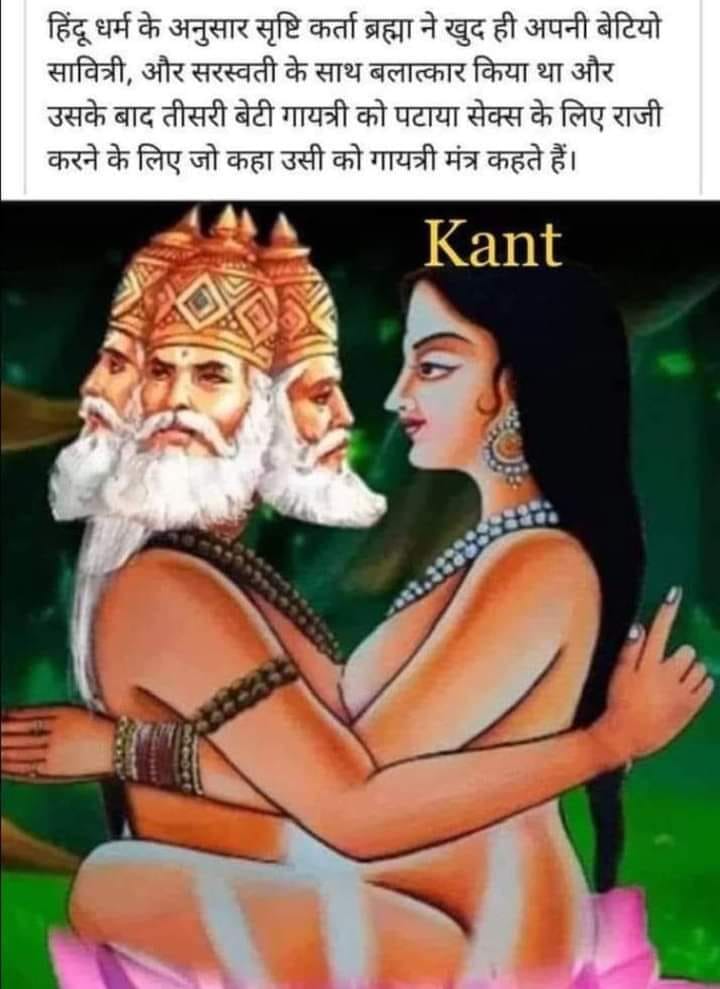 हिंदू धर्म के अनुसार सृष्टि कर्ता ब्रह्मा ने खुद ही अपनी बेटियो
सावित्री, और सरस्वती के साथ बलात्कार किया था और
उसके बाद तीसरी बेटी गायत्री को पटाया सेक्स के लिए राजी
करने के लिए जो कहा उसी को गायत्री मंत्र कहते हैं।
Kant